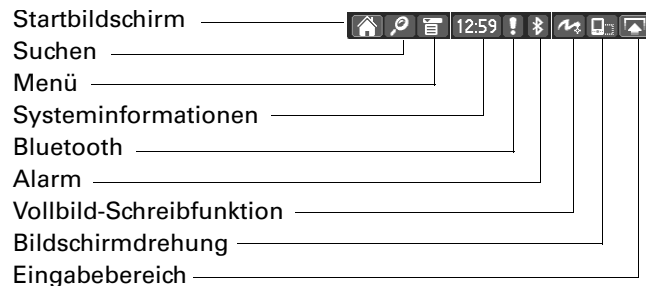 Startbildschirm
12:59
Suchen
Menü
Systeminformationen
Bluetooth
Alarm
Vollbild-Schreibfunktion
Bildschirmdrehung
Eingabebereich